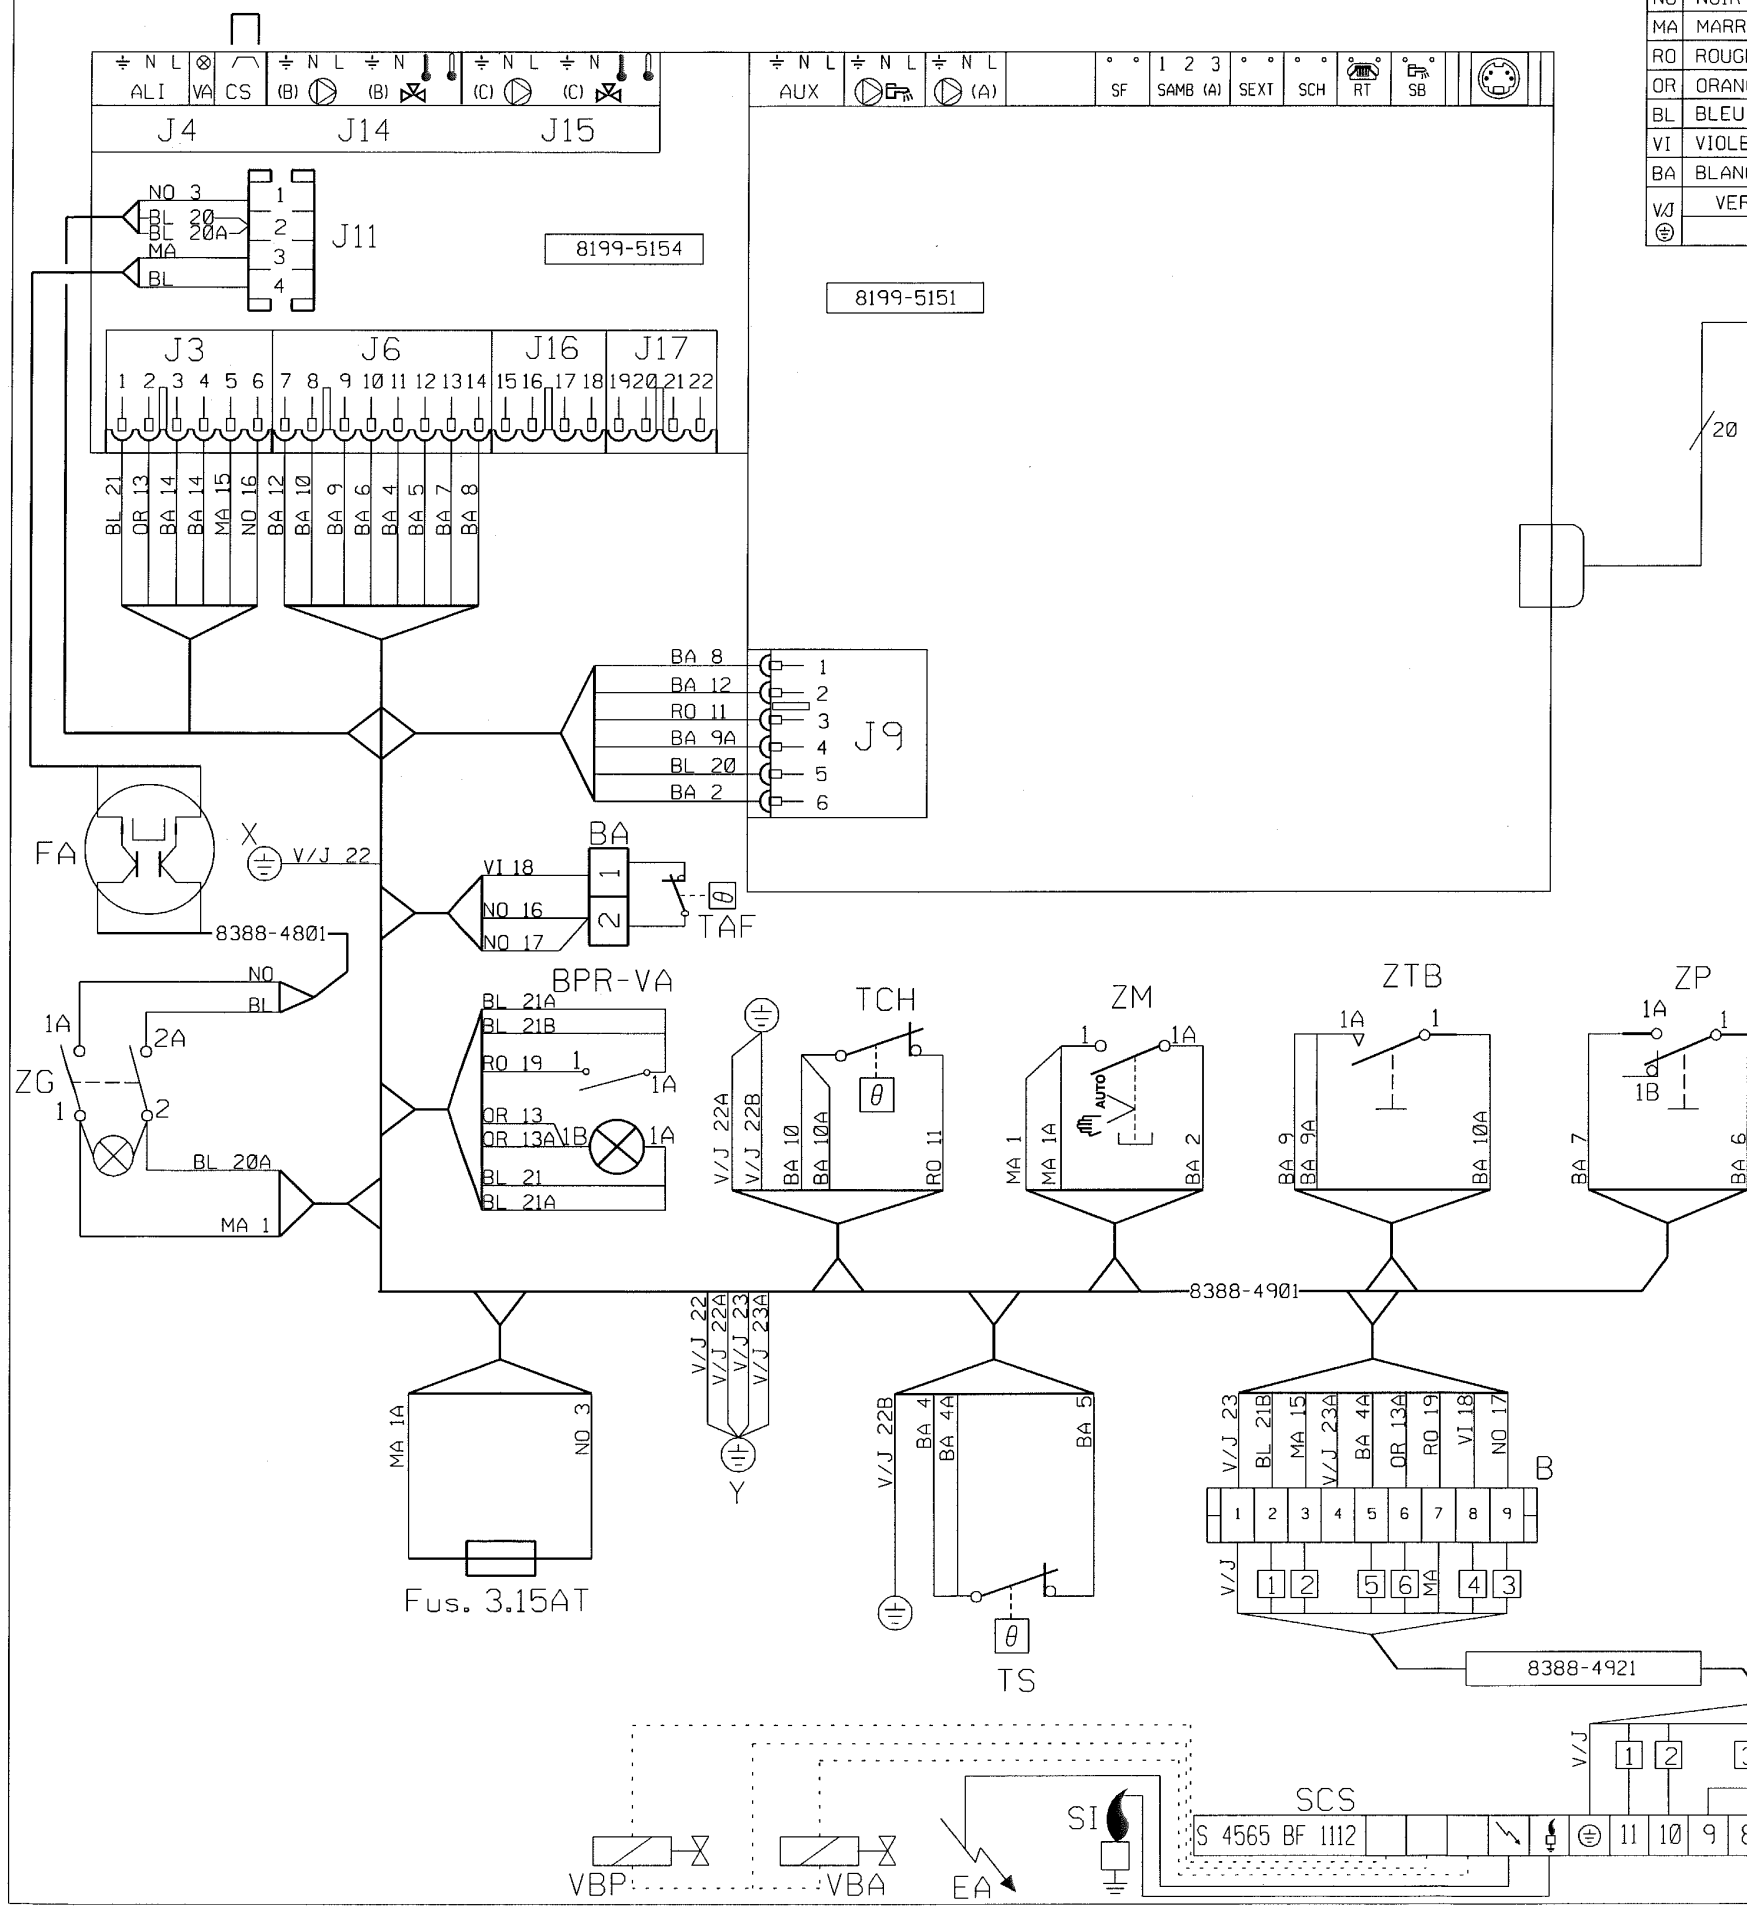 MA MARR
N L N L N N L N N L N L N L 1 2 3 RO ROUG
ALI VA CS (B) (B) (C) (C) AUX (A) SF SAMB (A) SEXT SCH RT SB OR ORAN
J4 J14 J15 BL BLEU
VI VIOLE
BA BLAN
V/J VER
NO 3 1
BL 20 2
BL 20A
MA 3
BL 4
J11
8199-5154
8199-5151
J3 J6 J16 J17
1 2 3 4 5 6 7 8 9 10 11 12 13 14 15 16 17 18 19 20 21 22
20
BL 21
OR 13
BA 14
BA 14
MA 15
NO 16
BA 12
BA 10
BA 9
BA 6
BA 4
BA 5
BA 7
BA 8
BA 8 1
BA 12 2
RO 11 3
BA 9A 4
BL 20 5
BA 2 6
J9
FA
X
V/J 22
BA
VI 18 1
NO 16 2
NO 17
θ
TAF
8388-4801
NO
BL
1A 2A
ZG
1 2
BL 20A
MA 1
BPR-VA
BL 21A
BL 21B
RO 19 1 1A
OR 13
OR 13A 1B 1A
BL 21
BL 21A
TCH
θ
V/J 22A
V/J 22B
BA 10
BA 10A
RO 11
ZM
1 1A
AUTO
MA 1
MA 1A
BA 2
ZTB
1A 1
BA 9
BA 9A
BA 10A
ZP
1A 1
1B
BA 7
BA 6
8388-4901
MA 1A
NO 3
Fus. 3.15AT
V/J 22
V/J 22A
V/J 23
V/J 23A
Y
V/J 22B
BA 4
BA 4A
BA 5
θ
TS
V/J 23
BL 21B
MA 15
V/J 23A
BA 4A
OR 13A
RO 19
VI 18
NO 17
B
1 2 3 4 5 6 7 8 9
V/J 1 2 5 6 MA 4 3
8388-4921
V/J 1 2
SCS
S 4565 BF 1112 11 10 9 8
SI
VBP VBA EA